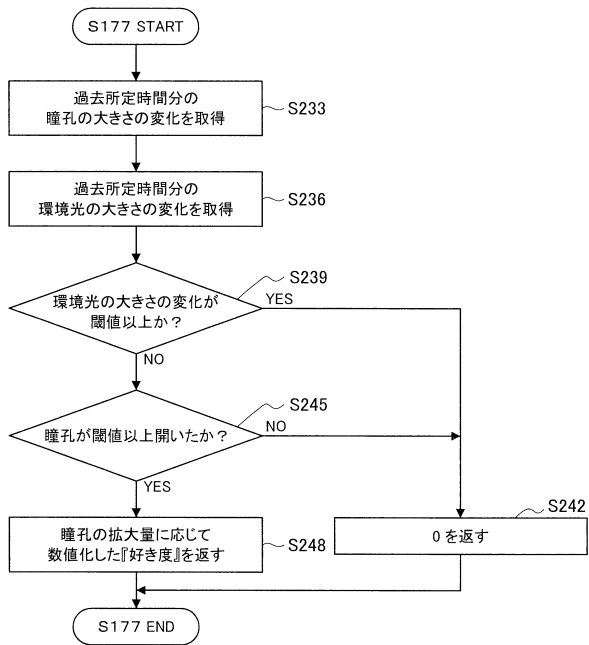 S177 START
過去所定時間分の
瞳孔の大きさの変化を取得
S233
過去所定時間分の
環境光の大きさの変化を取得
S236
S239
環境光の大きさの変化が
閾値以上か？
YES
NO
S245
瞳孔が閾値以上開いたか？
NO
YES
瞳孔の拡大量に応じて
数値化した『好き度』を返す
S248
S242
0を返す
S177 END